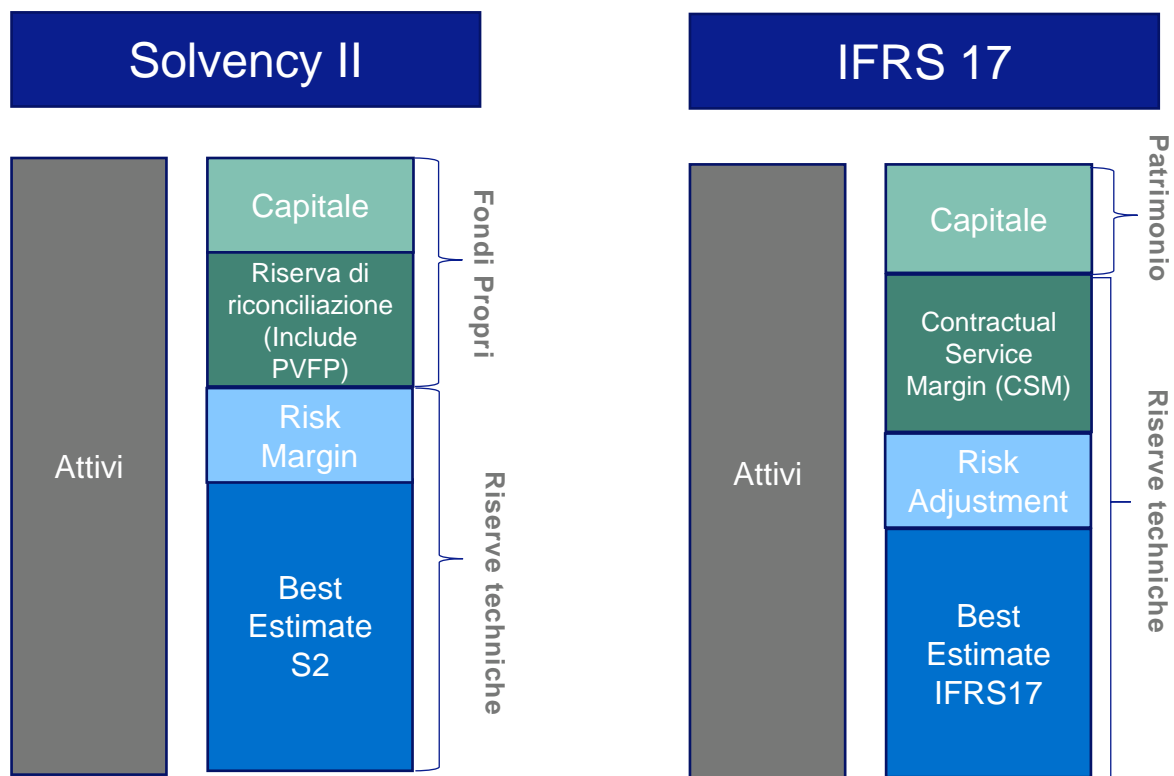 Solvency II
IFRS 17
Attivi
Capitale
Riserva di
riconciliazione
(Include
PVFP)
Risk
Margin
Best
Estimate
S2
Fondi Propri
Riserve techniche
Attivi
Capitale
Contractual
Service
Margin (CSM)
Risk
Adjustment
Best
Estimate
IFRS17
Patrimonio
Riserve techniche